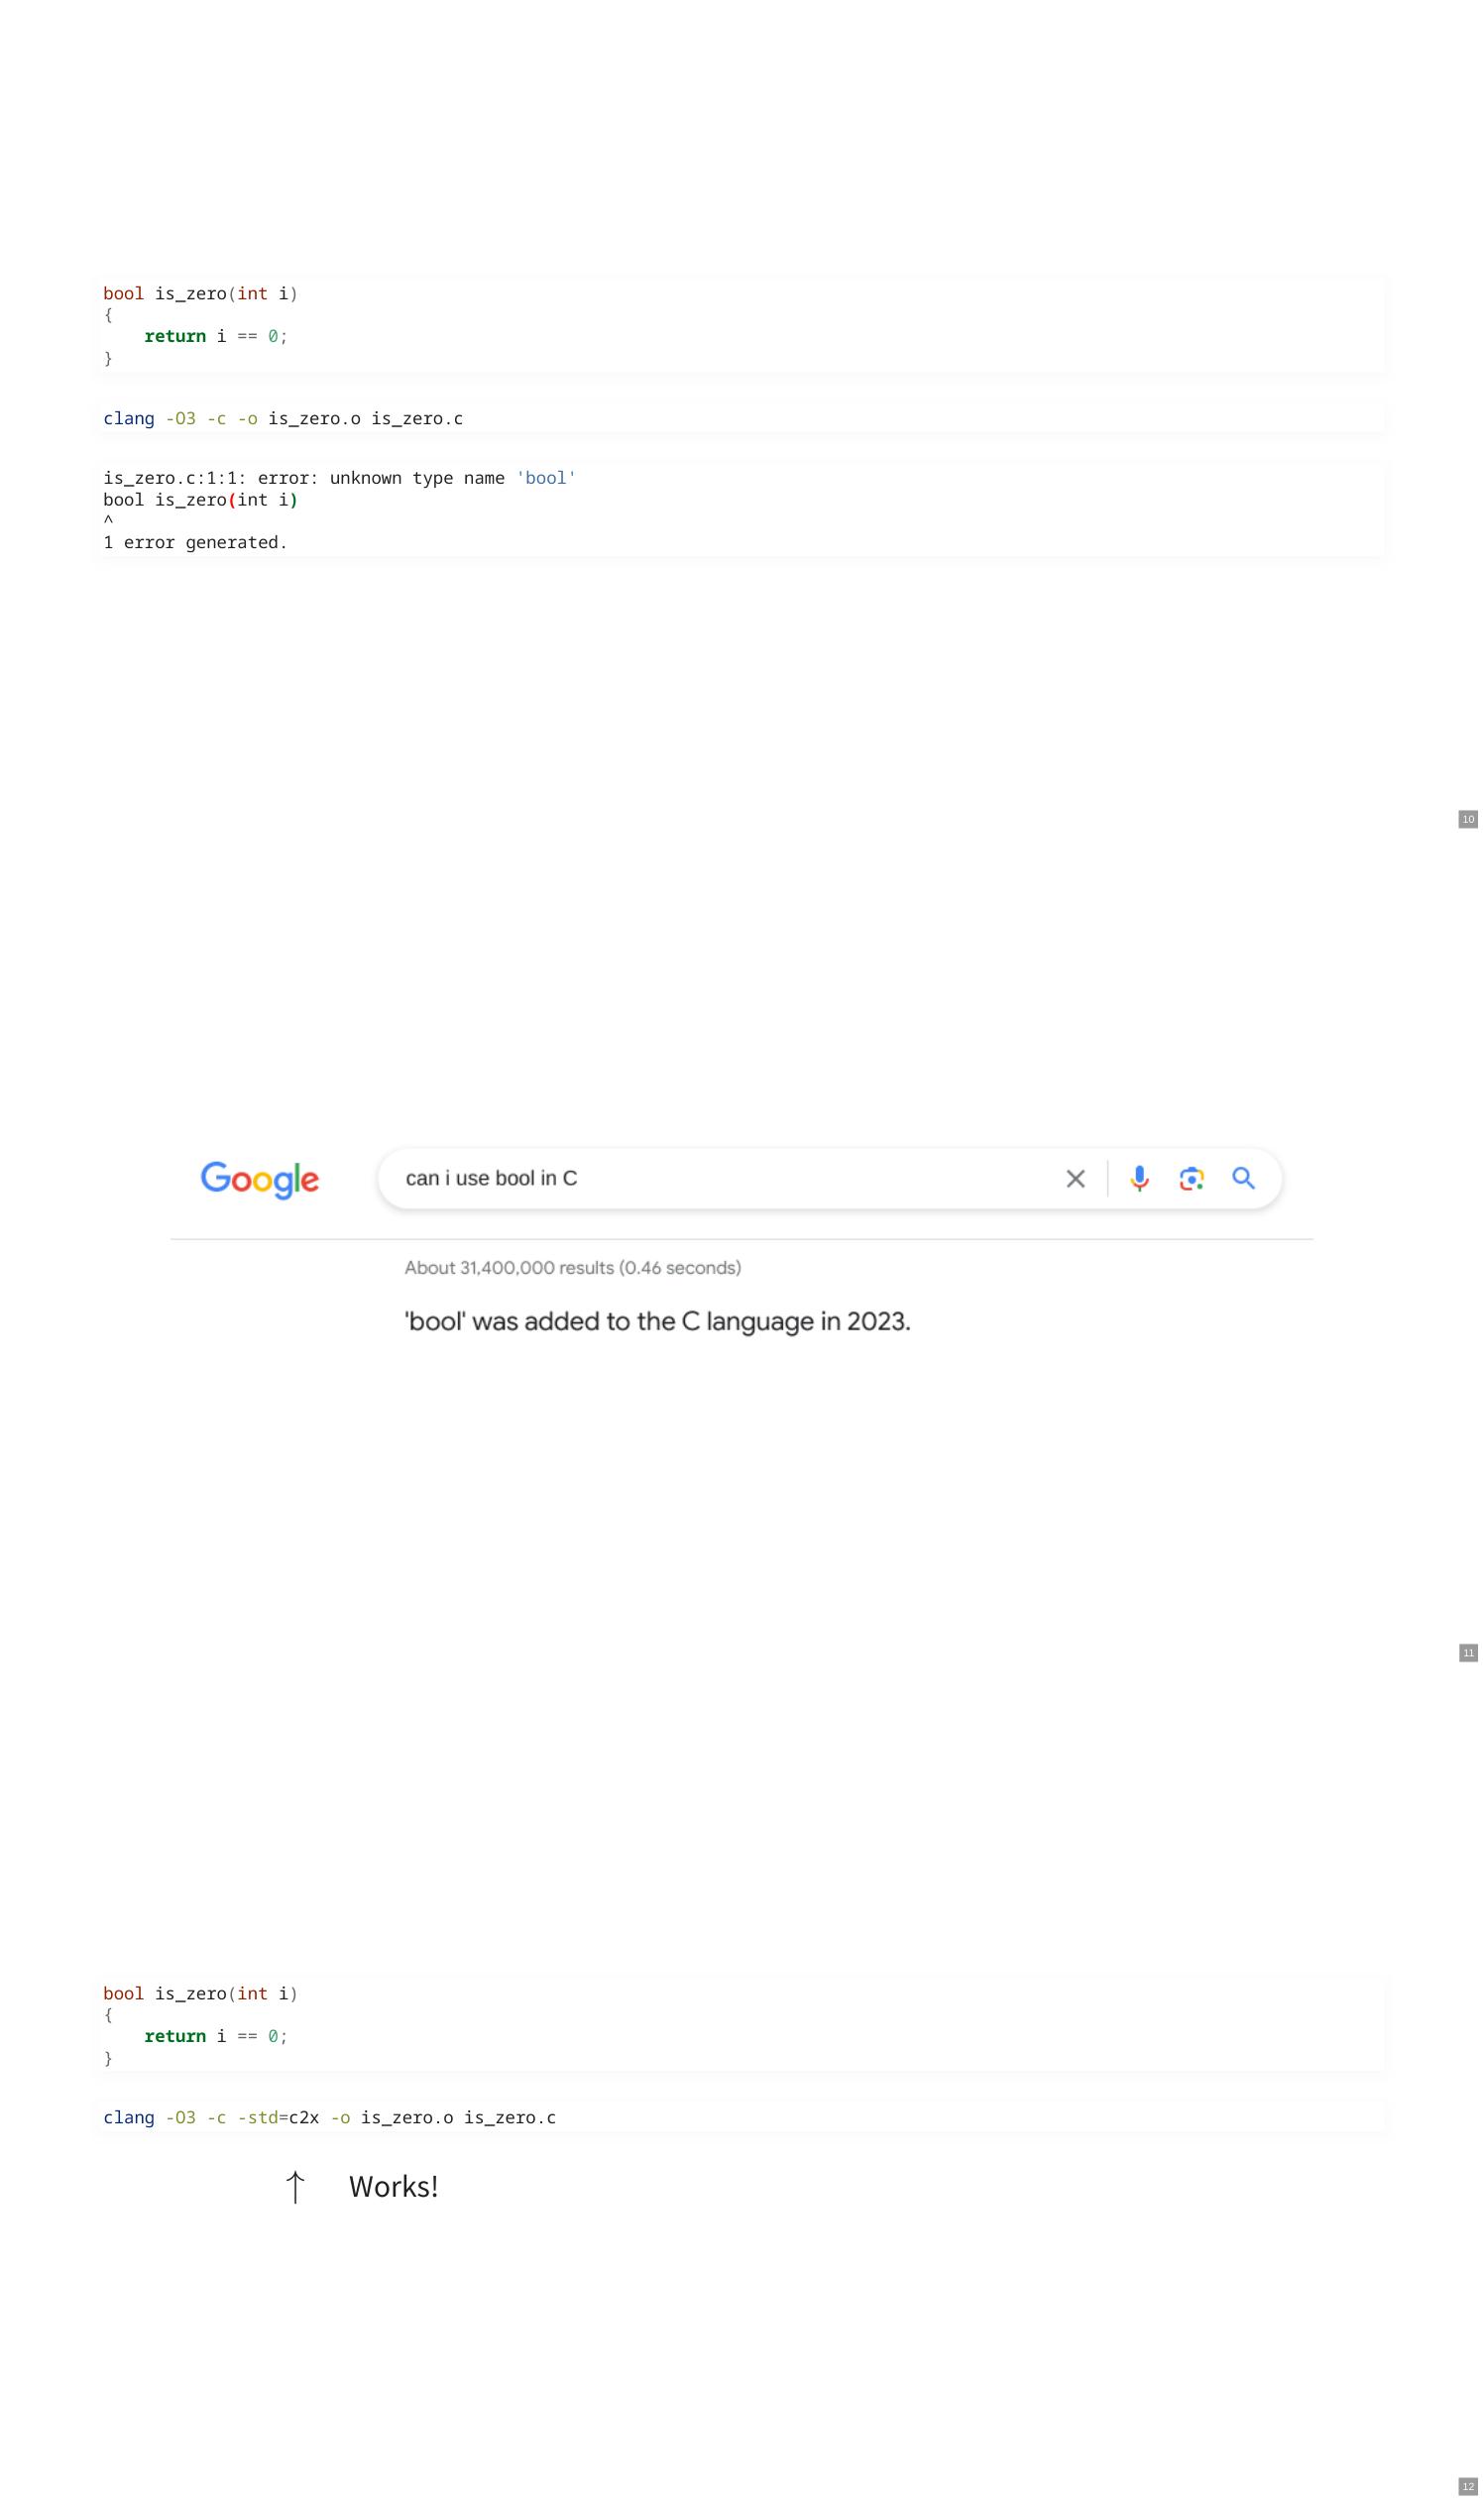 bool is_zero(int i)
{
    return i == 0;
}
clang -O3 -c -o is_zero.o is_zero.c
is_zero.c:1:1: error: unknown type name 'bool'
bool is_zero(int i)
^
1 error generated.
10
Google can i use bool in C
About 31,400,000 results (0.46 seconds)
'bool' was added to the C language in 2023.
11
bool is_zero(int i)
{
    return i == 0;
}
clang -O3 -c -std=c2x -o is_zero.o is_zero.c
↑ Works!
12